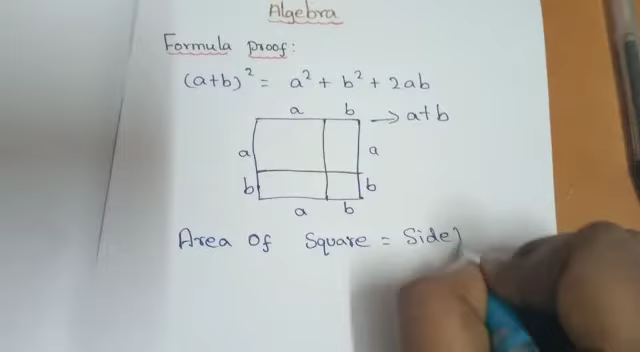 Algebra
Formula proof:
(a+b)² = a² + b² + 2ab
a b → a+b
a a
b b
a b
Area Of Square = Side